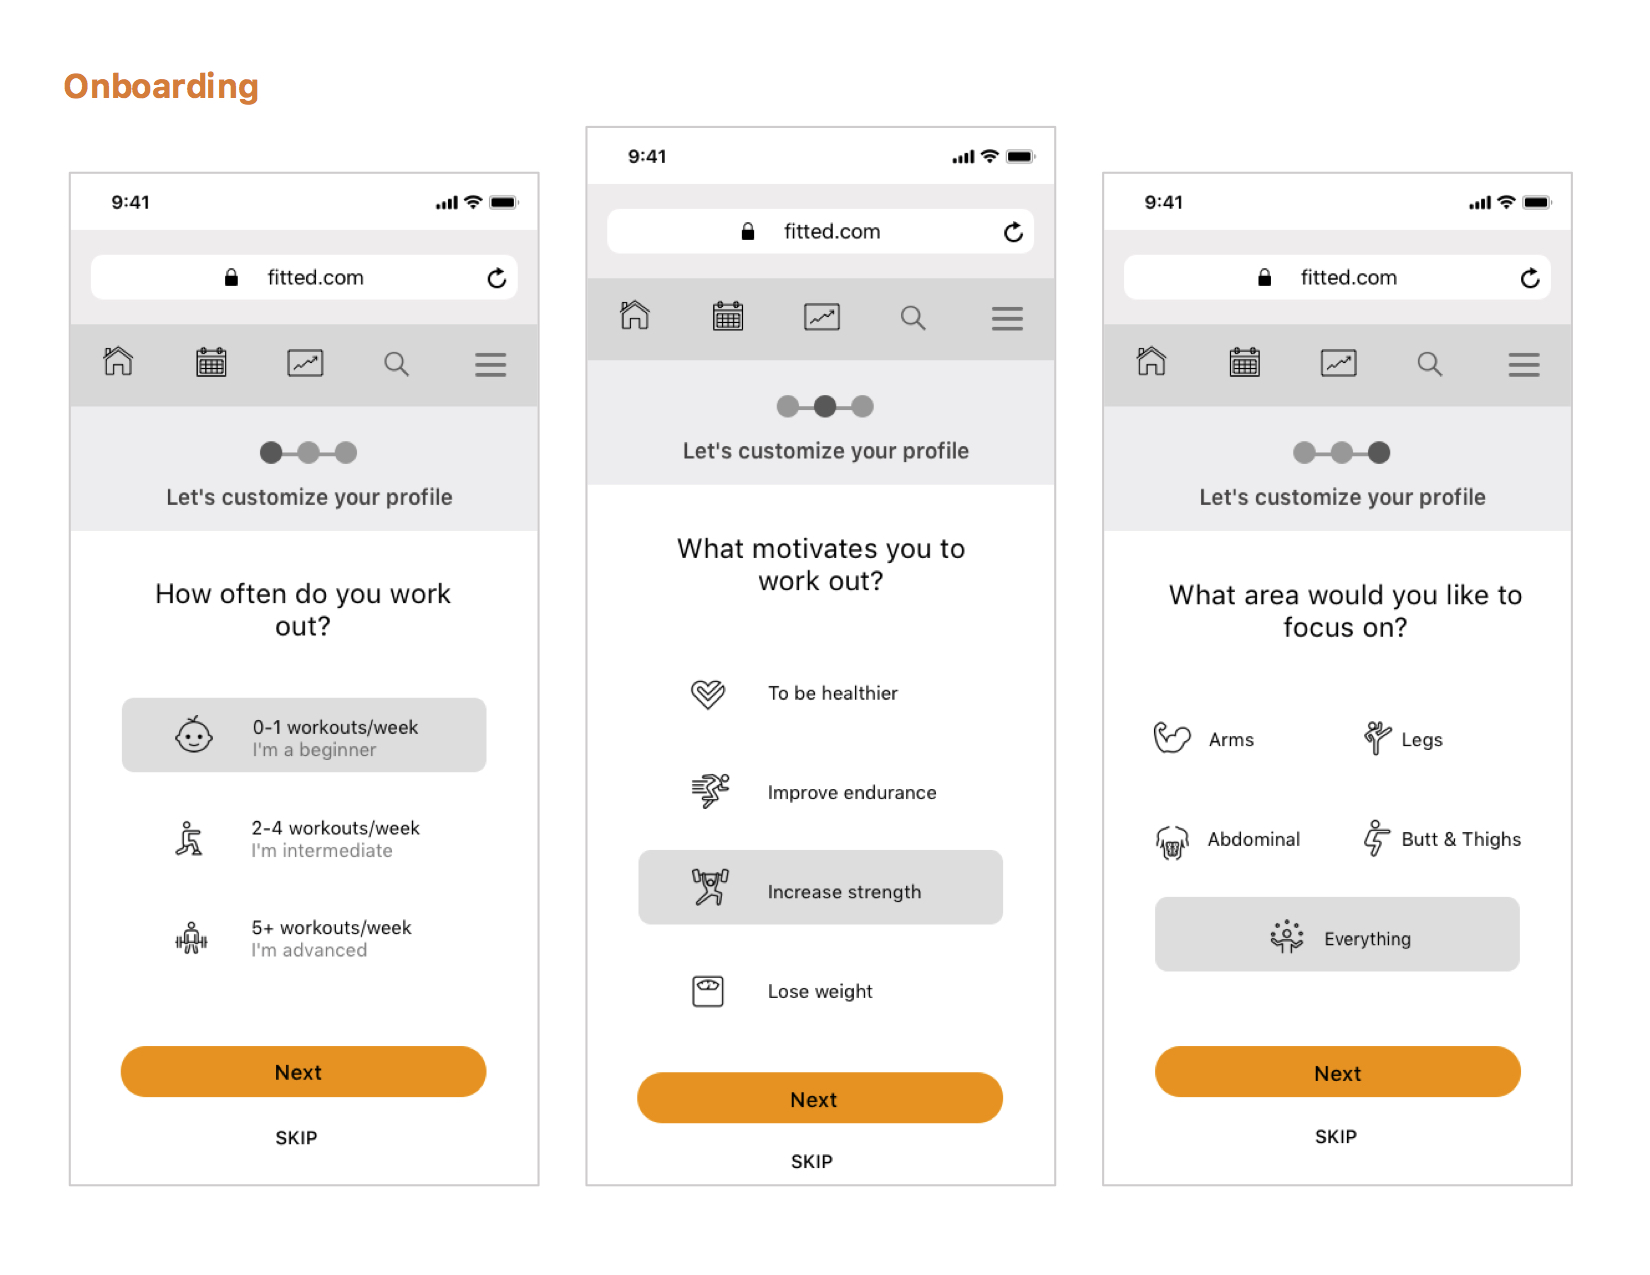 Onboarding
9:41
fitted.com
Let's customize your profile
How often do you work
out?
0-1 workouts/week
I'm a beginner
2-4 workouts/week
I'm intermediate
5+ workouts/week
I'm advanced
Next
SKIP
9:41
fitted.com
Let's customize your profile
What motivates you to
work out?
To be healthier
Improve endurance
Increase strength
Lose weight
Next
SKIP
9:41
fitted.com
Let's customize your profile
What area would you like to
focus on?
Arms
Legs
Abdominal
Butt & Thighs
Everything
Next
SKIP